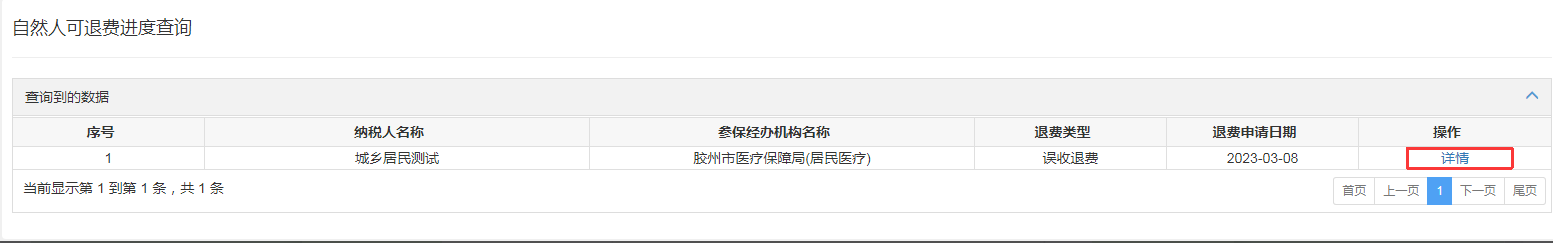 自然人可退费进度查询
查询到的数据
序号 纳税人名称 参保经办机构名称 退费类型 退费申请日期 操作
1 城乡居民测试 胶州市医疗保障局(居民医疗) 误收退费 2023-03-08 详情
当前显示第 1 到第 1 条，共 1 条 首页 上一页 1 下一页 尾页